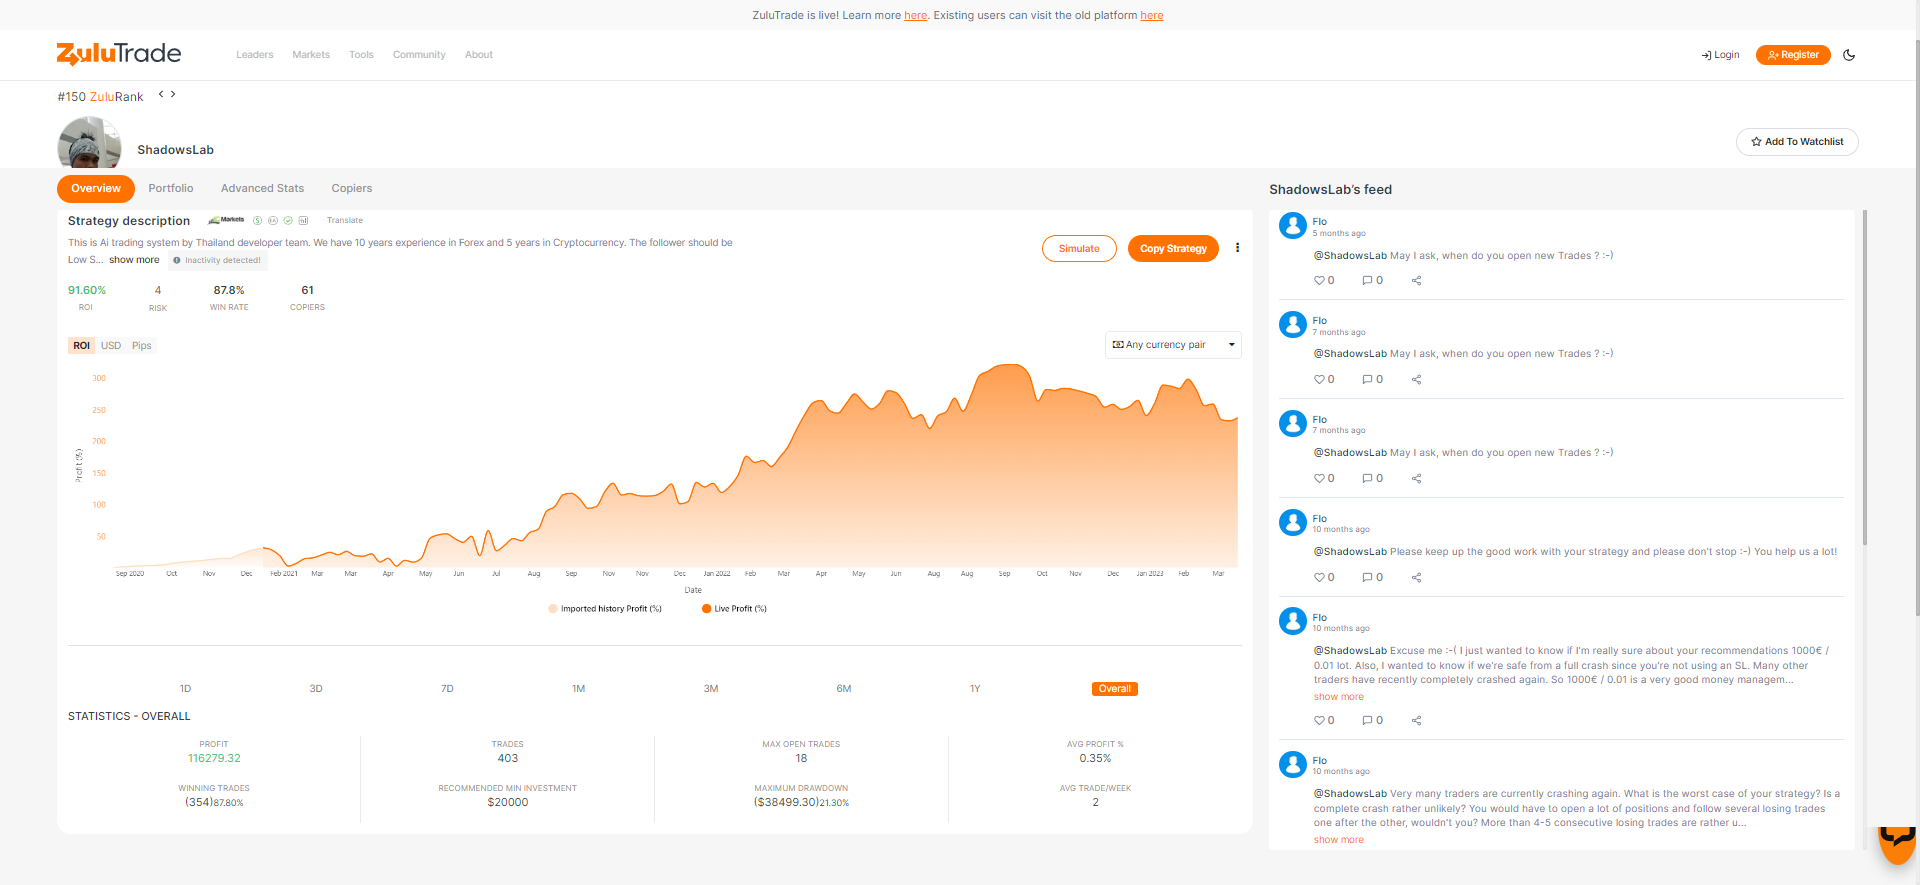 ZuluTrade is live! Learn more here. Existing users can visit the old platform here
ZuluTrade
Leaders Markets Tools Community About
Login Register
#150 ZuluRank
ShadowsLab
Add To Watchlist
Overview Portfolio Advanced Stats Copiers
Strategy description Markets Translate
This is Ai trading system by Thailand developer team. We have 10 years experience in Forex and 5 years in Cryptocurrency. The follower should be
Low S... show more Inactivity detected!
Simulate Copy Strategy
91.60% 4 87.8% 61
ROI RISK WIN RATE COPIERS
ROI USD Pips
Any currency pair
300
250
200
150
100
50
Profit (%)
Sep 2020 Oct Nov Dec Feb 2021 Mar Mar Apr May Jun Jul Aug Sep Nov Nov Dec Jan 2022 Feb Mar Apr May Jun Aug Aug Sep Oct Nov Dec Jan 2023 Feb Mar
Date
Imported history Profit (%) Live Profit (%)
1D 3D 7D 1M 3M 6M 1Y Overall
STATISTICS - OVERALL
PROFIT TRADES MAX OPEN TRADES AVG PROFIT %
116279.32 403 18 0.35%
WINNING TRADES RECOMMENDED MIN INVESTMENT MAXIMUM DRAWDOWN AVG TRADE/WEEK
(354)87.80% $20000 ($38499.30)21.30% 2
ShadowsLab's feed
Flo
5 months ago
@ShadowsLab May I ask, when do you open new Trades ? :-)
0 0
Flo
7 months ago
@ShadowsLab May I ask, when do you open new Trades ? :-)
0 0
Flo
7 months ago
@ShadowsLab May I ask, when do you open new Trades ? :-)
0 0
Flo
10 months ago
@ShadowsLab Please keep up the good work with your strategy and please don't stop :-) You help us a lot!
0 0
Flo
10 months ago
@ShadowsLab Excuse me :-( I just wanted to know if I'm really sure about your recommendations 1000€ /
0.01 lot. Also, I wanted to know if we're safe from a full crash since you're not using an SL. Many other
traders have recently completely crashed again. So 1000€ / 0.01 is a very good money managem...
show more
0 0
Flo
10 months ago
@ShadowsLab Very many traders are currently crashing again. What is the worst case of your strategy? Is a
complete crash rather unlikely? You would have to open a lot of positions and follow several losing trades
one after the other, wouldn't you? More than 4-5 consecutive losing trades are rather u...
show more